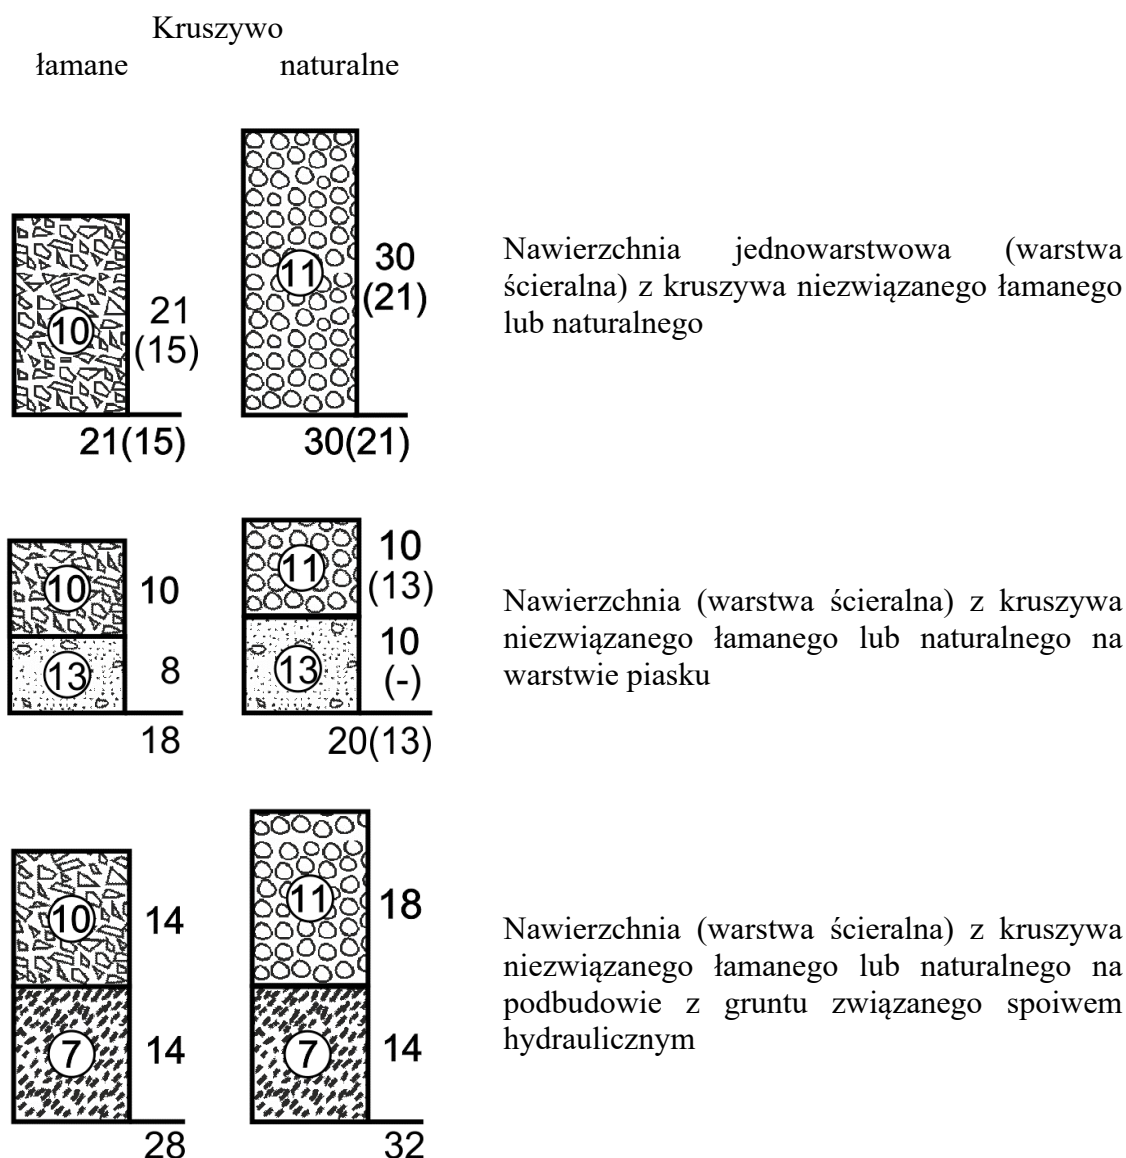 Kruszywo
łamane naturalne
10
21
(15)
21(15)
11
30
(21)
30(21)
Nawierzchnia jednowarstwowa (warstwa
ścieralna) z kruszywa niezwiązanego łamanego
lub naturalnego
10
10
13
8
18
11
10
(13)
13
10
(-)
20(13)
Nawierzchnia (warstwa ścieralna) z kruszywa
niezwiązanego łamanego lub naturalnego na
warstwie piasku
10
14
7
14
28
11
18
7
14
32
Nawierzchnia (warstwa ścieralna) z kruszywa
niezwiązanego łamanego lub naturalnego na
podbudowie z gruntu związanego spoiwem
hydraulicznym